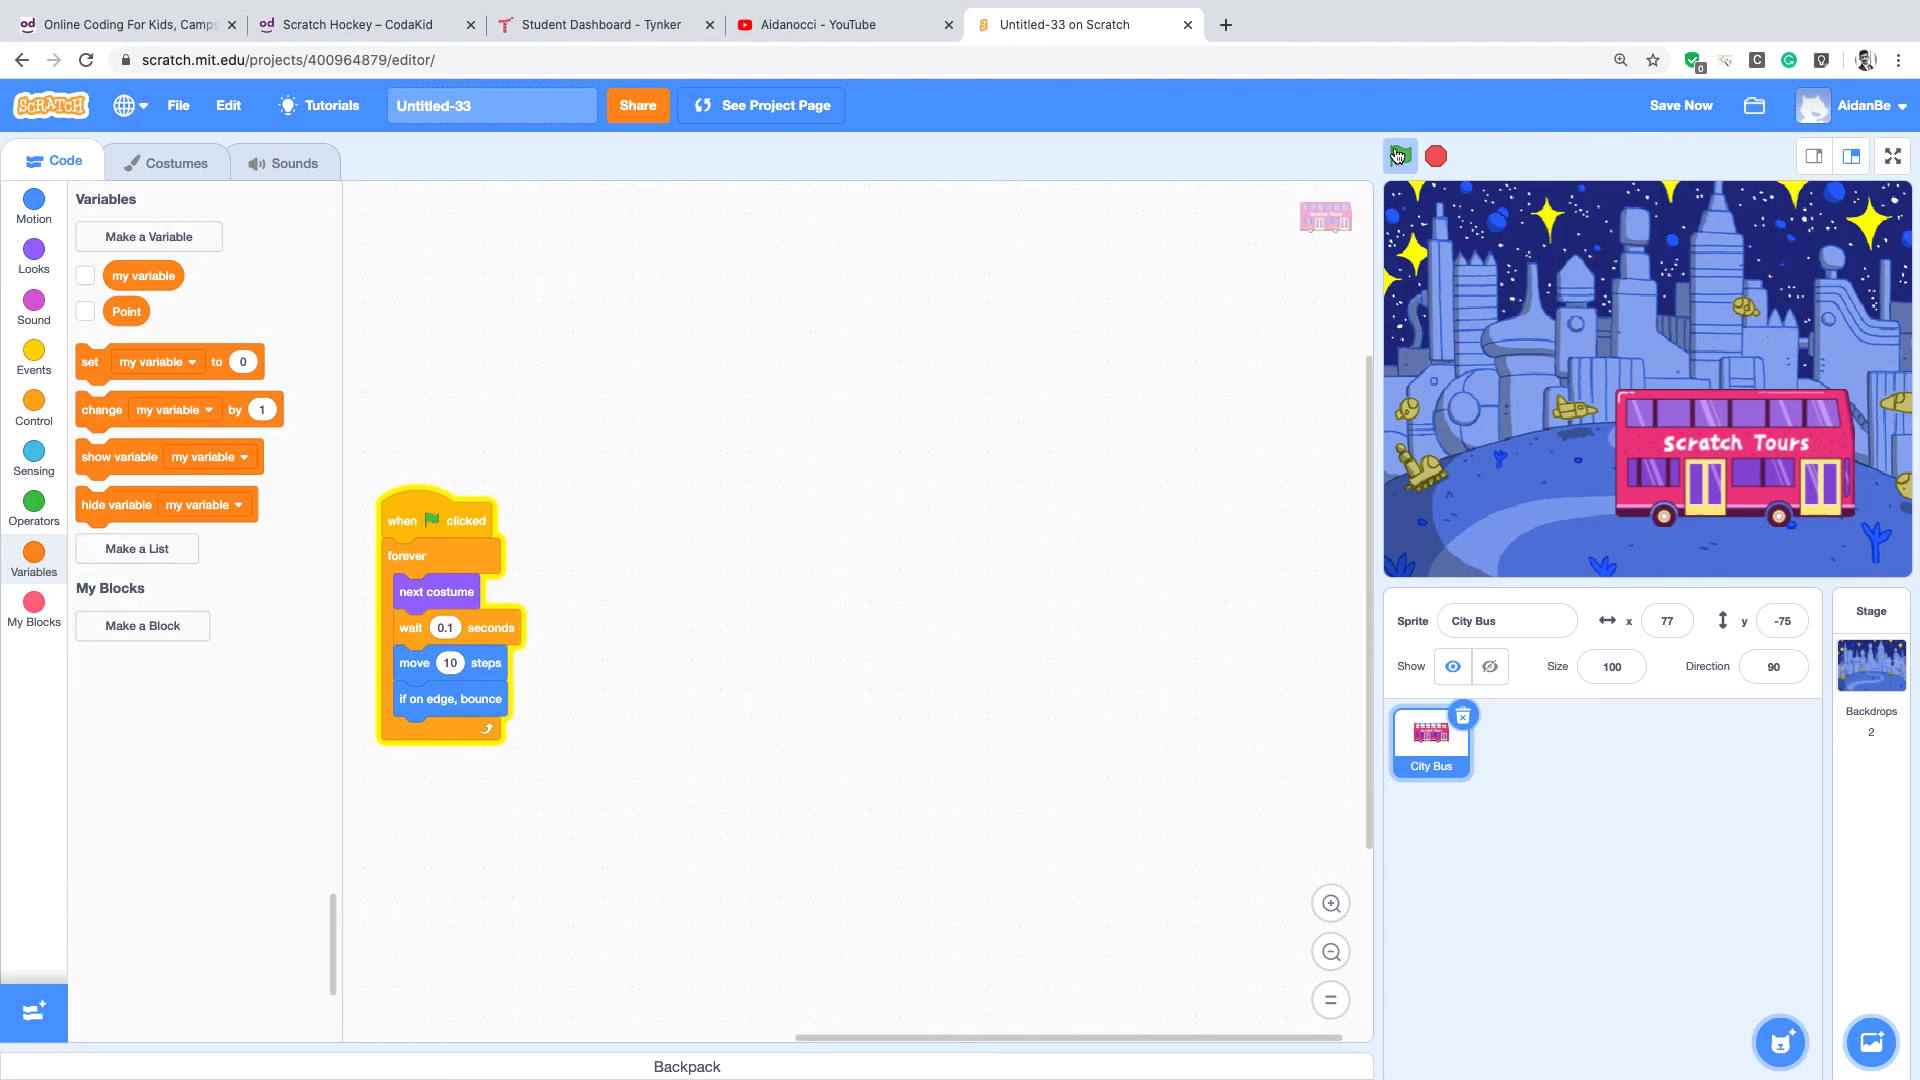 Online Coding For Kids, Camps
Scratch Hockey – CodaKid
Student Dashboard - Tynker
Aidanocci - YouTube
Untitled-33 on Scratch
scratch.mit.edu/projects/400964879/editor/
0
C
SCRATCH
File
Edit
Tutorials
Untitled-33
Share
See Project Page
Save Now
AidanBe
Code
Costumes
Sounds
Motion
Looks
Sound
Events
Control
Sensing
Operators
Variables
My Blocks
Variables
Make a Variable
my variable
Point
set my variable to 0
change my variable by 1
show variable my variable
hide variable my variable
Make a List
My Blocks
Make a Block
when clicked
forever
next costume
wait 0.1 seconds
move 10 steps
if on edge, bounce
Scratch Tours
Sprite City Bus x 77 y -75
Show Size 100 Direction 90
City Bus
Stage
Backdrops
2
Backpack